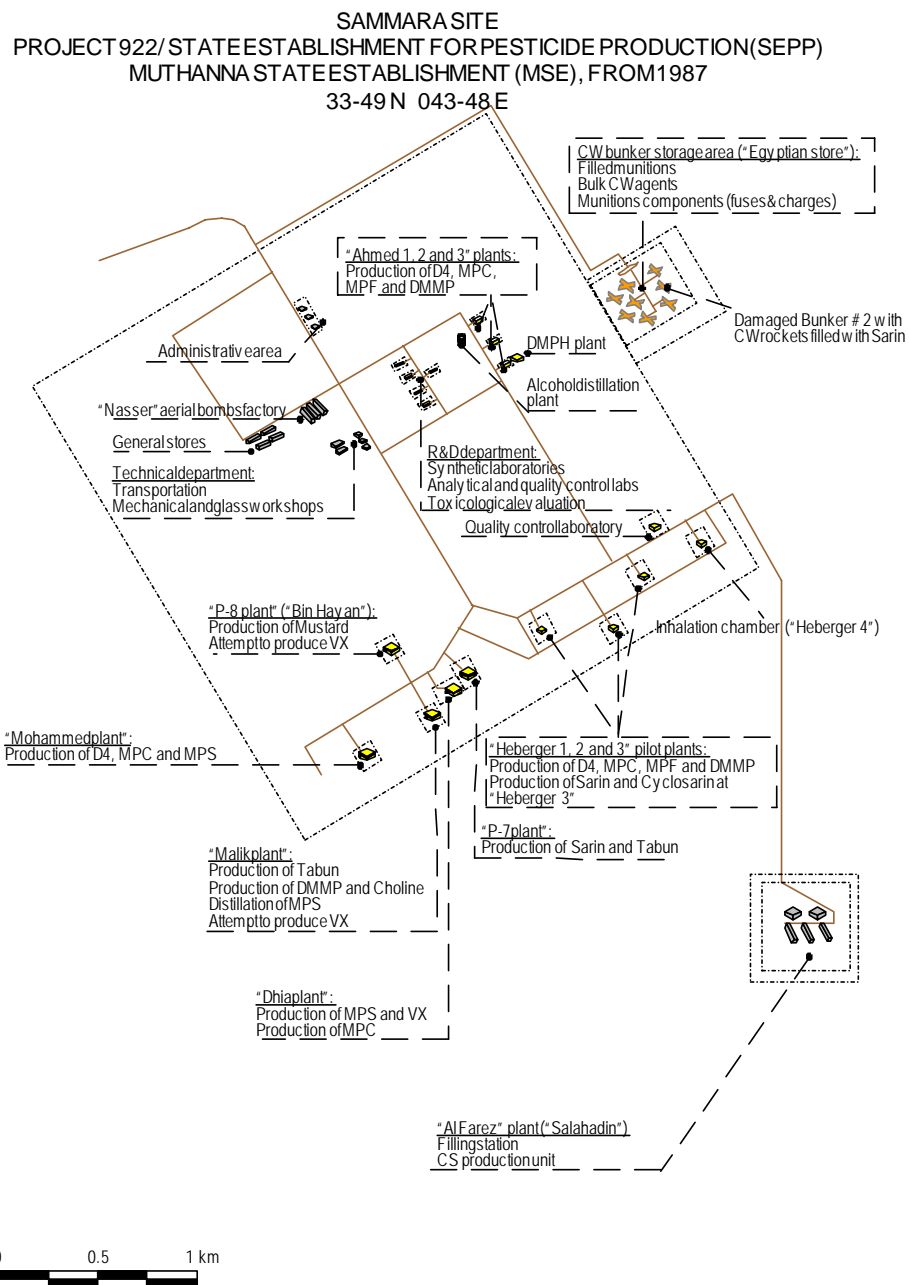 SAMMARA SITE
PROJECT 922/ STATE ESTABLISHMENT FOR PESTICIDE PRODUCTION (SEPP)
MUTHANNA STATE ESTABLISHMENT (MSE), FROM 1987
33-49 N 043-48 E
CW bunker storage area ("Egyptian store"):
Filled munitions
Bulk CW agents
Munitions components (fuses & charges)
"Ahmed 1, 2 and 3" plants:
Production of D4, MPC,
MPF and DMMP
Damaged Bunker # 2 with
CW rockets filled with Sarin
Administrative area
DMPH plant
Alcohol distillation
plant
"Nasser" aerial bombs factory
General stores
Technical department:
Transportation
Mechanical and glass workshops
R&D department:
Synthetic laboratories
Analytical and quality control labs
Toxicological evaluation
Quality control laboratory
"P-8 plant" ("Bin Hayan"):
Production of Mustard
Attempt to produce VX
Inhalation chamber ("Heberger 4")
"Mohammed plant":
Production of D4, MPC and MPS
"Heberger 1, 2 and 3" pilot plants:
Production of D4, MPC, MPF and DMMP
Production of Sarin and Cyclosarin at
"Heberger 3"
"P-7 plant":
Production of Sarin and Tabun
"Malik plant":
Production of Tabun
Production of DMMP and Choline
Distillation of MPS
Attempt to produce VX
"Dhia plant":
Production of MPS and VX
Production of MPC
"Al Farez" plant ("Salahadin")
Filling station
CS production unit
0 0.5 1 km